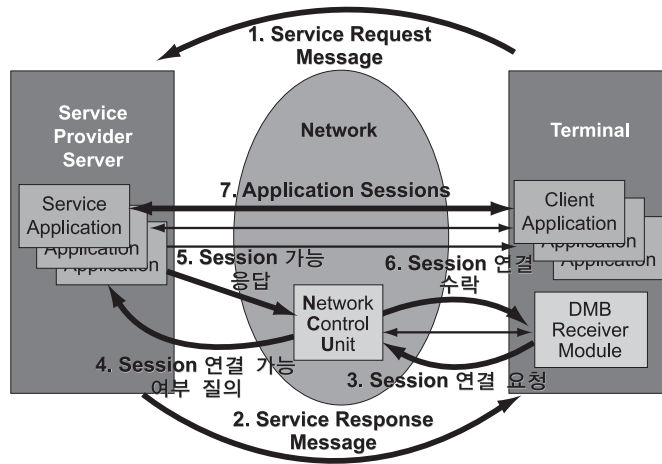 1. Service Request
Message
Service
Provider
Server
Network
Terminal
7. Application Sessions
Service
Application
Application
Application
Client
Application
Application
Application
5. Session 가능
응답
6. Session 연결
수락
Network
Control
Unit
DMB
Receiver
Module
4. Session 연결 가능
여부 질의
3. Session 연결 요청
2. Service Response
Message